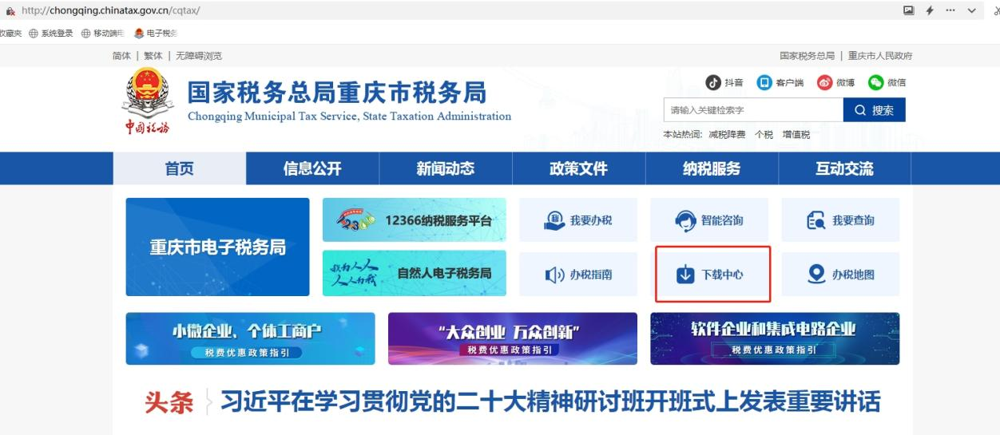 http://chongqing.chinatax.gov.cn/cqtax/
收藏夹 系统登录 移动端电 电子税务
简体 | 繁体 | 无障碍浏览
国家税务总局 | 重庆市人民政府
中国税务
国家税务总局重庆市税务局
Chongqing Municipal Tax Service, State Taxation Administration
抖音 客户端 微博 微信
请输入关键检索字 搜索
本站热词: 减税降费 个税 增值税
首页 信息公开 新闻动态 政策文件 纳税服务 互动交流
重庆市电子税务局
12366
12366纳税服务平台
我要办税 智能咨询 我要查询
我为人人
人人为我
自然人电子税务局
办税指南 下载中心 办税地图
小微企业、个体工商户
税费优惠政策指引
“大众创业 万众创新”
税费优惠政策指引
软件企业和集成电路企业
税费优惠政策指引
头条 习近平在学习贯彻党的二十大精神研讨班开班式上发表重要讲话